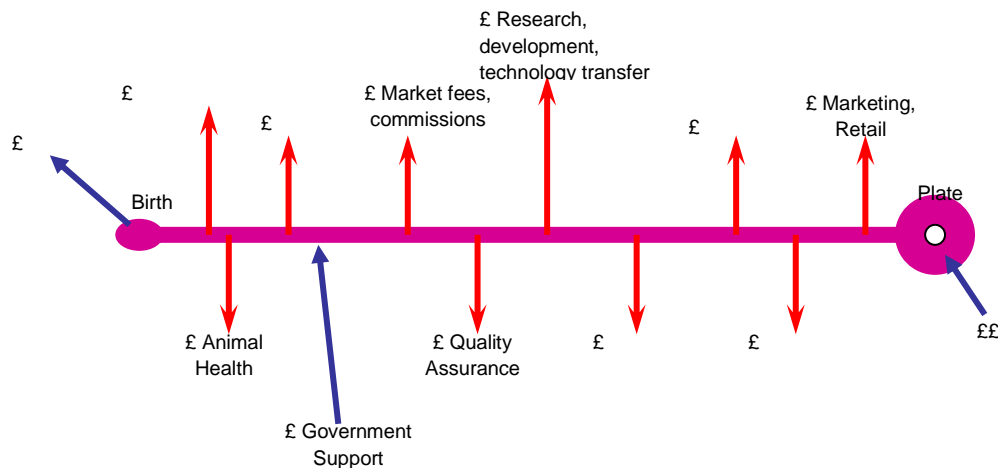 £ Research,
development,
technology transfer
£
£ Market fees,
commissions
£
£
£ Marketing,
Retail
£
Birth
Plate
£ Animal
Health
£ Quality
Assurance
£
£
££
£ Government
Support